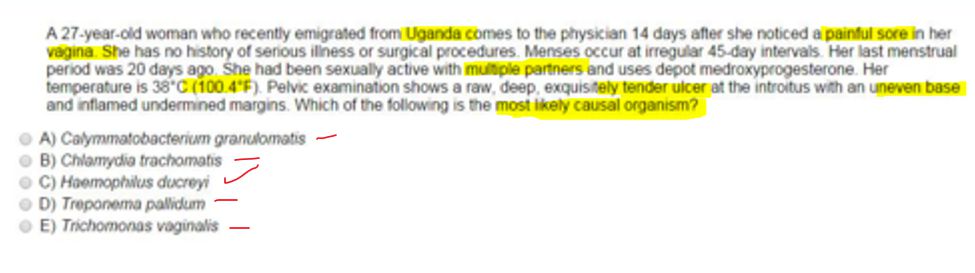 A 27-year-old woman who recently emigrated from Uganda comes to the physician 14 days after she noticed a painful sore in her
vagina. She has no history of serious illness or surgical procedures. Menses occur at irregular 45-day intervals. Her last menstrual
period was 20 days ago. She had been sexually active with multiple partners and uses depot medroxyprogesterone. Her
temperature is 38°C (100.4°F). Pelvic examination shows a raw, deep, exquisitely tender ulcer at the introitus with an uneven base
and inflamed undermined margins. Which of the following is the most likely causal organism?
A) Calymmatobacterium granulomatis
B) Chlamydia trachomatis
C) Haemophilus ducreyi
D) Treponema pallidum
E) Trichomonas vaginalis